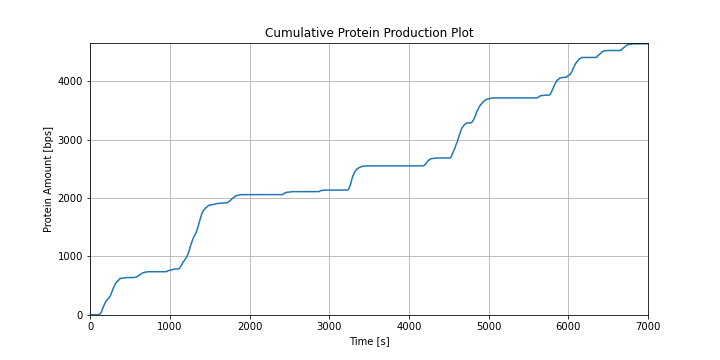 Cumulative Protein Production Plot
Protein Amount [bps]
4000
3000
2000
1000
0
0 1000 2000 3000 4000 5000 6000 7000
Time [s]